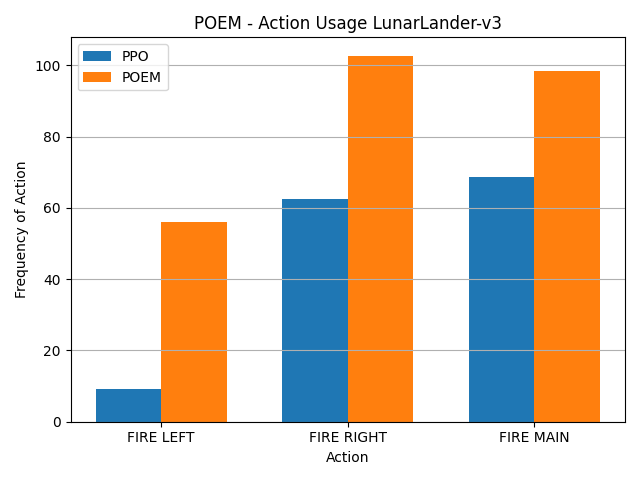 POEM - Action Usage LunarLander-v3
PPO
POEM
Frequency of Action
100
80
60
40
20
0
FIRE LEFT
FIRE RIGHT
FIRE MAIN
Action